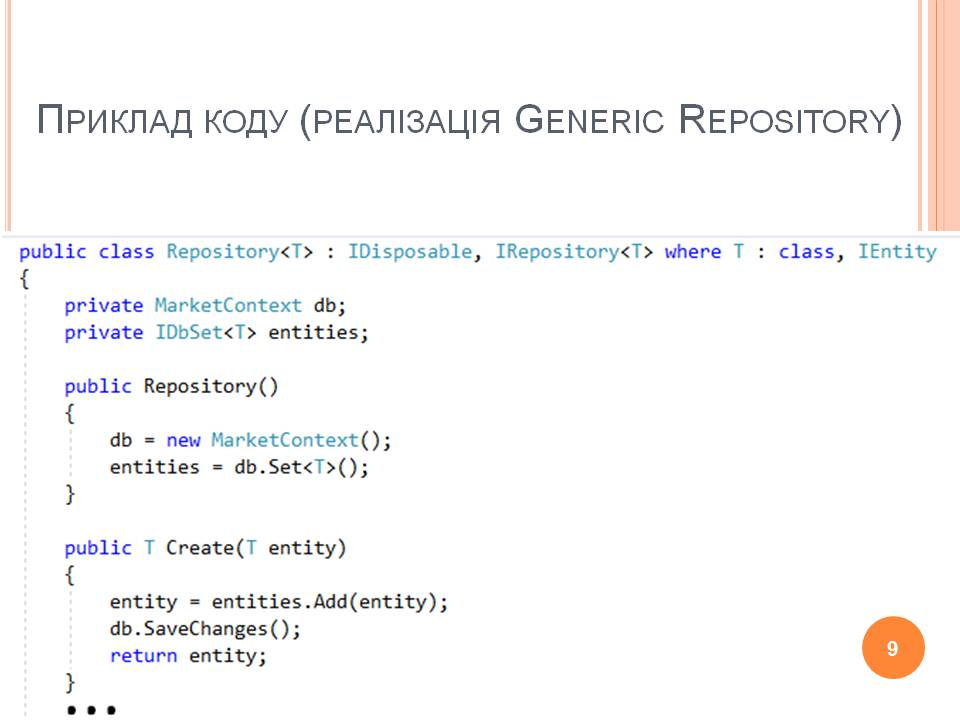 Приклад коду (реалізація Generic Repository)
public class Repository<T> : IDisposable, IRepository<T> where T : class, IEntity
{
private MarketContext db;
private IDbSet<T> entities;
public Repository()
{
db = new MarketContext();
entities = db.Set<T>();
}
public T Create(T entity)
{
entity = entities.Add(entity);
db.SaveChanges();
return entity;
}
...
9